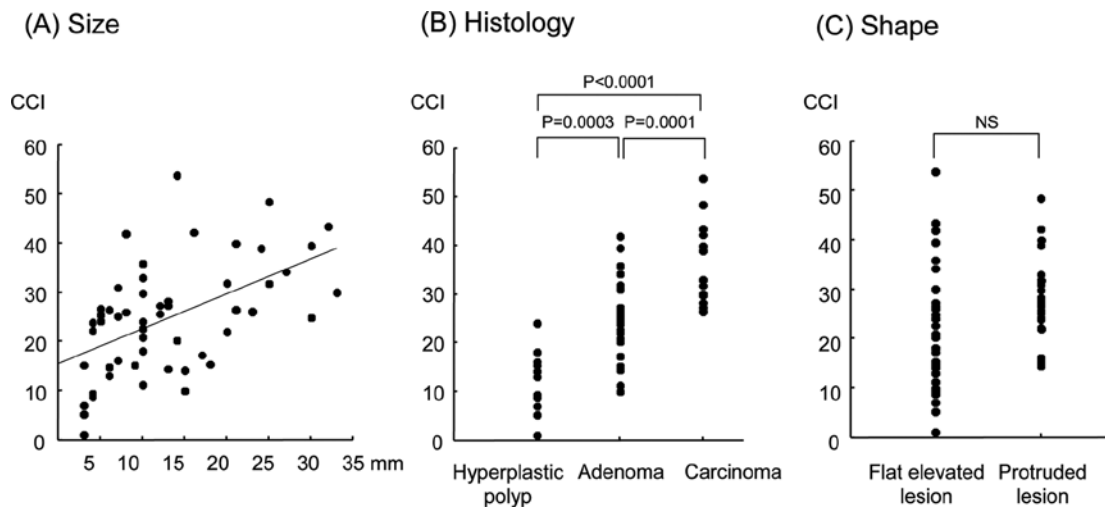 (A) Size
(B) Histology
(C) Shape
CCI
60
50
40
30
20
10
0
5 10 15 20 25 30 35 mm
P<0.0001
P=0.0003 P=0.0001
CCI
60
50
40
30
20
10
0
Hyperplastic
polyp
Adenoma
Carcinoma
NS
CCI
60
50
40
30
20
10
0
Flat elevated
lesion
Protruded
lesion